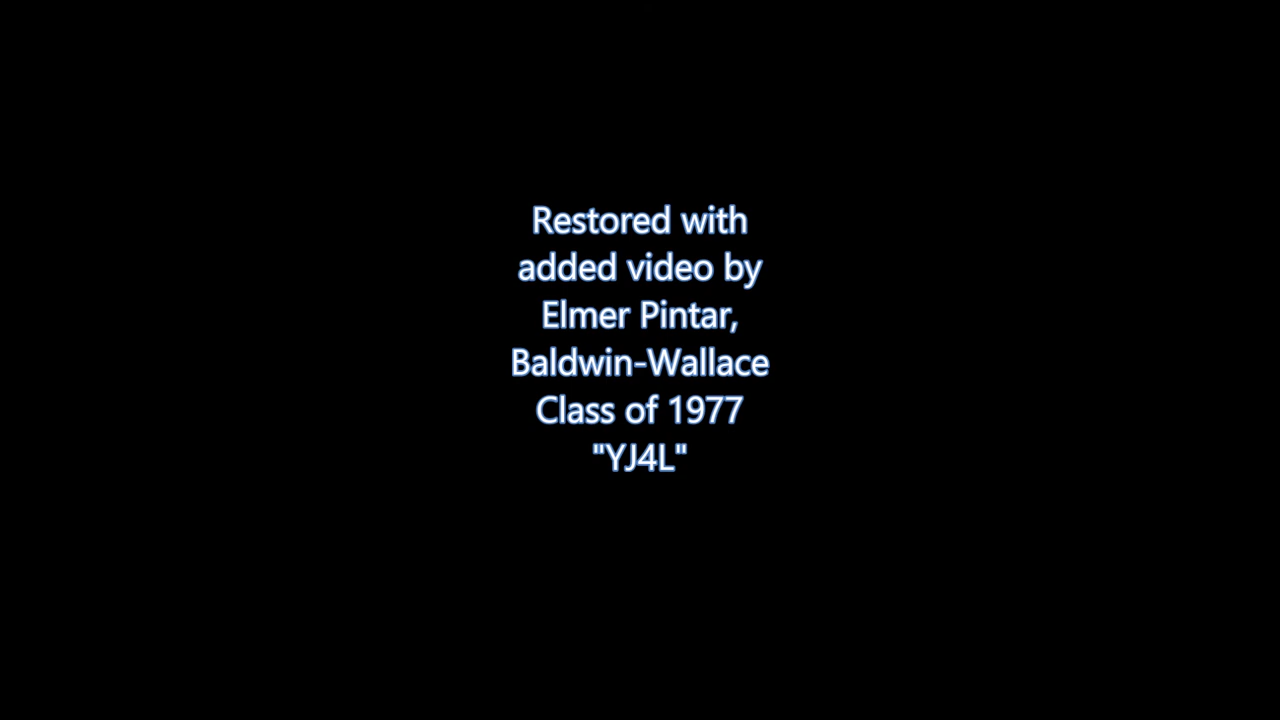 Restored with
added video by
Elmer Pintar,
Baldwin-Wallace
Class of 1977
"YJ4L"